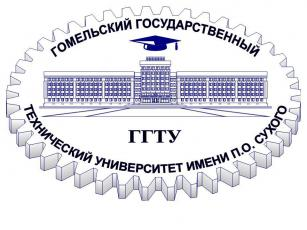 ГОМЕЛЬСКИЙ ГОСУДАРСТВЕННЫЙ
ГГТУ
ТЕХНИЧЕСКИЙ УНИВЕРСИТЕТ ИМЕНИ П.О. СУХОГО